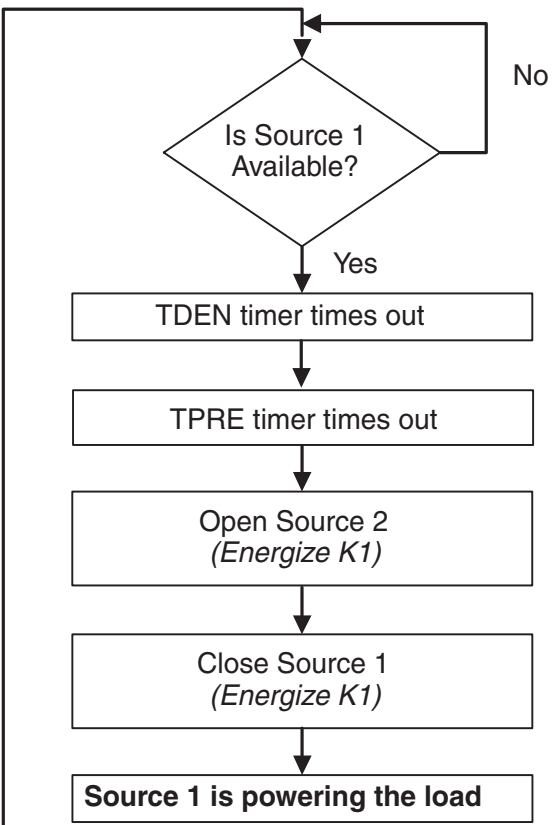 No
Is Source 1
Available?
Yes
TDEN timer times out
TPRE timer times out
Open Source 2
(Energize K1)
Close Source 1
(Energize K1)
Source 1 is powering the load